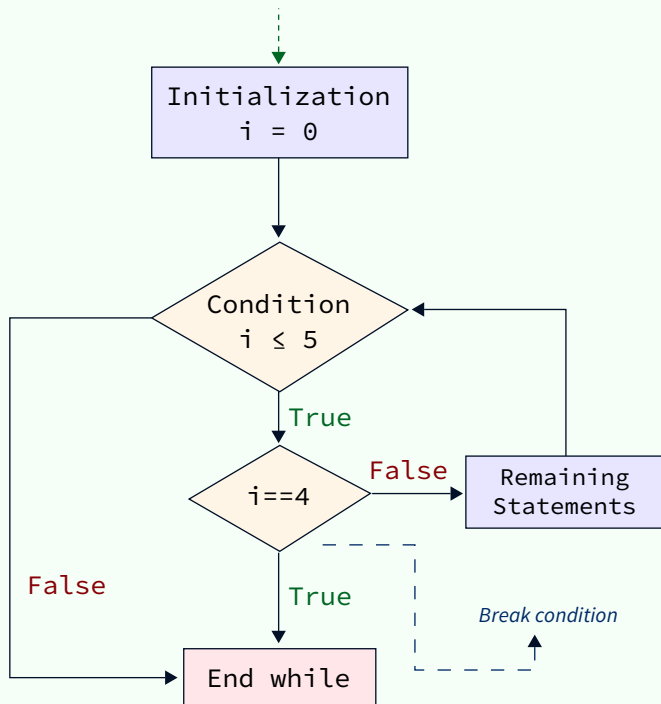 Initialization
i = 0
Condition
i ≤ 5
True
i==4
False
Remaining
Statements
False
True
Break condition
End while